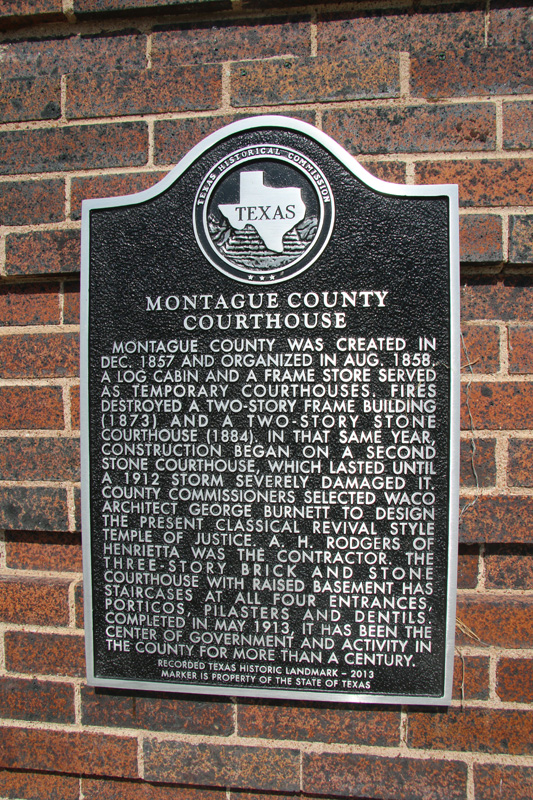 TEXAS HISTORICAL COMMISSION
TEXAS
MONTAGUE COUNTY
COURTHOUSE
MONTAGUE COUNTY WAS CREATED IN
DEC. 1857 AND ORGANIZED IN AUG. 1858.
A LOG CABIN AND A FRAME STORE SERVED
AS TEMPORARY COURTHOUSES. FIRES
DESTROYED A TWO-STORY FRAME BUILDING
(1873) AND A TWO-STORY STONE
COURTHOUSE (1884). IN THAT SAME YEAR,
CONSTRUCTION BEGAN ON A SECOND
STONE COURTHOUSE, WHICH LASTED UNTIL
A 1912 STORM SEVERELY DAMAGED IT.
COUNTY COMMISSIONERS SELECTED WACO
ARCHITECT GEORGE BURNETT TO DESIGN
THE PRESENT CLASSICAL REVIVAL STYLE
TEMPLE OF JUSTICE. A. H. RODGERS OF
HENRIETTA WAS THE CONTRACTOR. THE
THREE-STORY BRICK AND STONE
COURTHOUSE WITH RAISED BASEMENT HAS
STAIRCASES AT ALL FOUR ENTRANCES,
PORTICOS, PILASTERS AND DENTILS.
COMPLETED IN MAY 1913, IT HAS BEEN THE
CENTER OF GOVERNMENT AND ACTIVITY IN
THE COUNTY FOR MORE THAN A CENTURY.
RECORDED TEXAS HISTORIC LANDMARK – 2013
MARKER IS PROPERTY OF THE STATE OF TEXAS